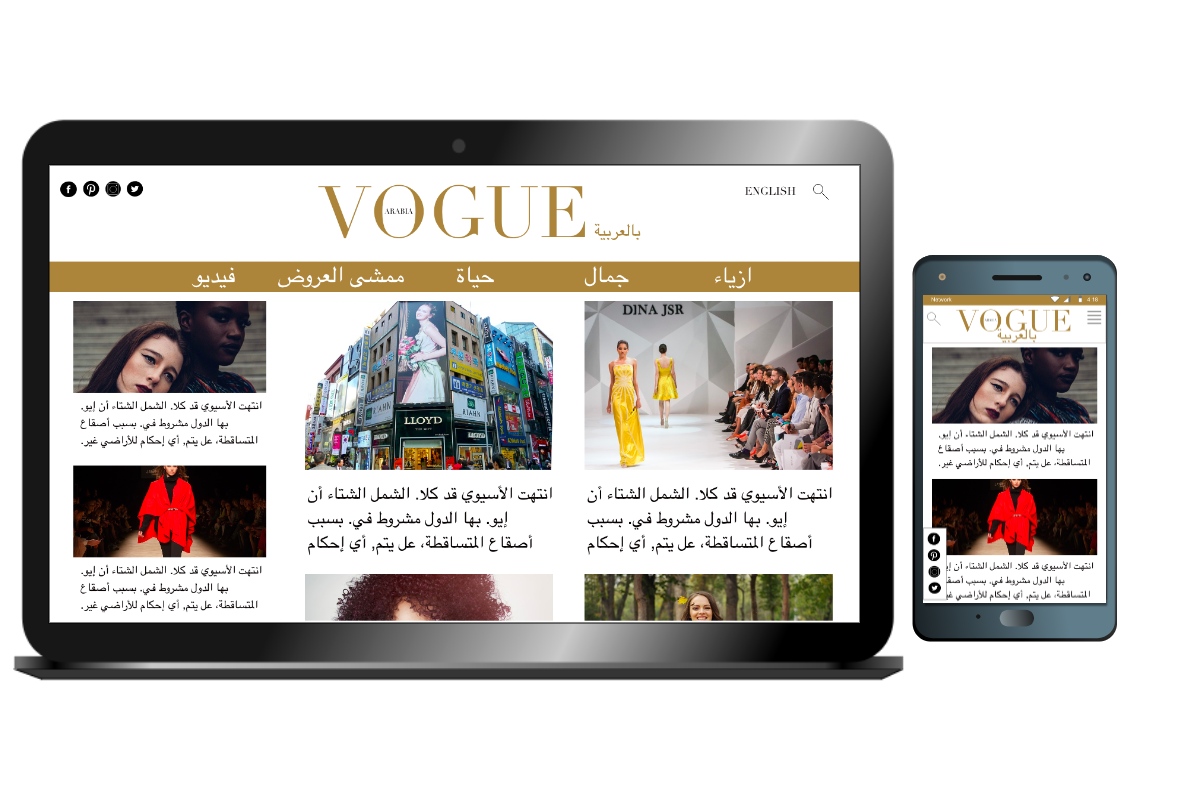 VOGUE
ARABIA
بالعربية
ENGLISH
ازياء
جمال
حياة
ممشى العروض
فيديو
DINA JSR
انتهت الأسيوي قد كلا. الشمل الشتاء أن
إيو. بها الدول مشروط في. بسبب
أصقاع المتساقطة، عل يتم, أي إحكام
LLOYD
KIANN
انتهت الأسيوي قد كلا. الشمل الشتاء أن
إيو. بها الدول مشروط في. بسبب
أصقاع المتساقطة، عل يتم, أي إحكام
انتهت الأسيوي قد كلا. الشمل الشتاء أن إيو.
بها الدول مشروط في. بسبب أصقاع
المتساقطة، عل يتم, أي إحكام للأراضي غير.
انتهت الأسيوي قد كلا. الشمل الشتاء أن إيو.
بها الدول مشروط في. بسبب أصقاع
المتساقطة، عل يتم, أي إحكام للأراضي غير.
Network
4:18
VOGUE
ARABIA
بالعربية
انتهت الأسيوي قد كلا. الشمل الشتاء أن إيو.
بها الدول مشروط في. بسبب أصقاع
المتساقطة، عل يتم, أي إحكام للأراضي غير.
انتهت الأسيوي قد كلا. الشمل الشتاء أن
بها الدول مشروط في. بسبب
المتساقطة، عل يتم, أي إحكام للأراضي